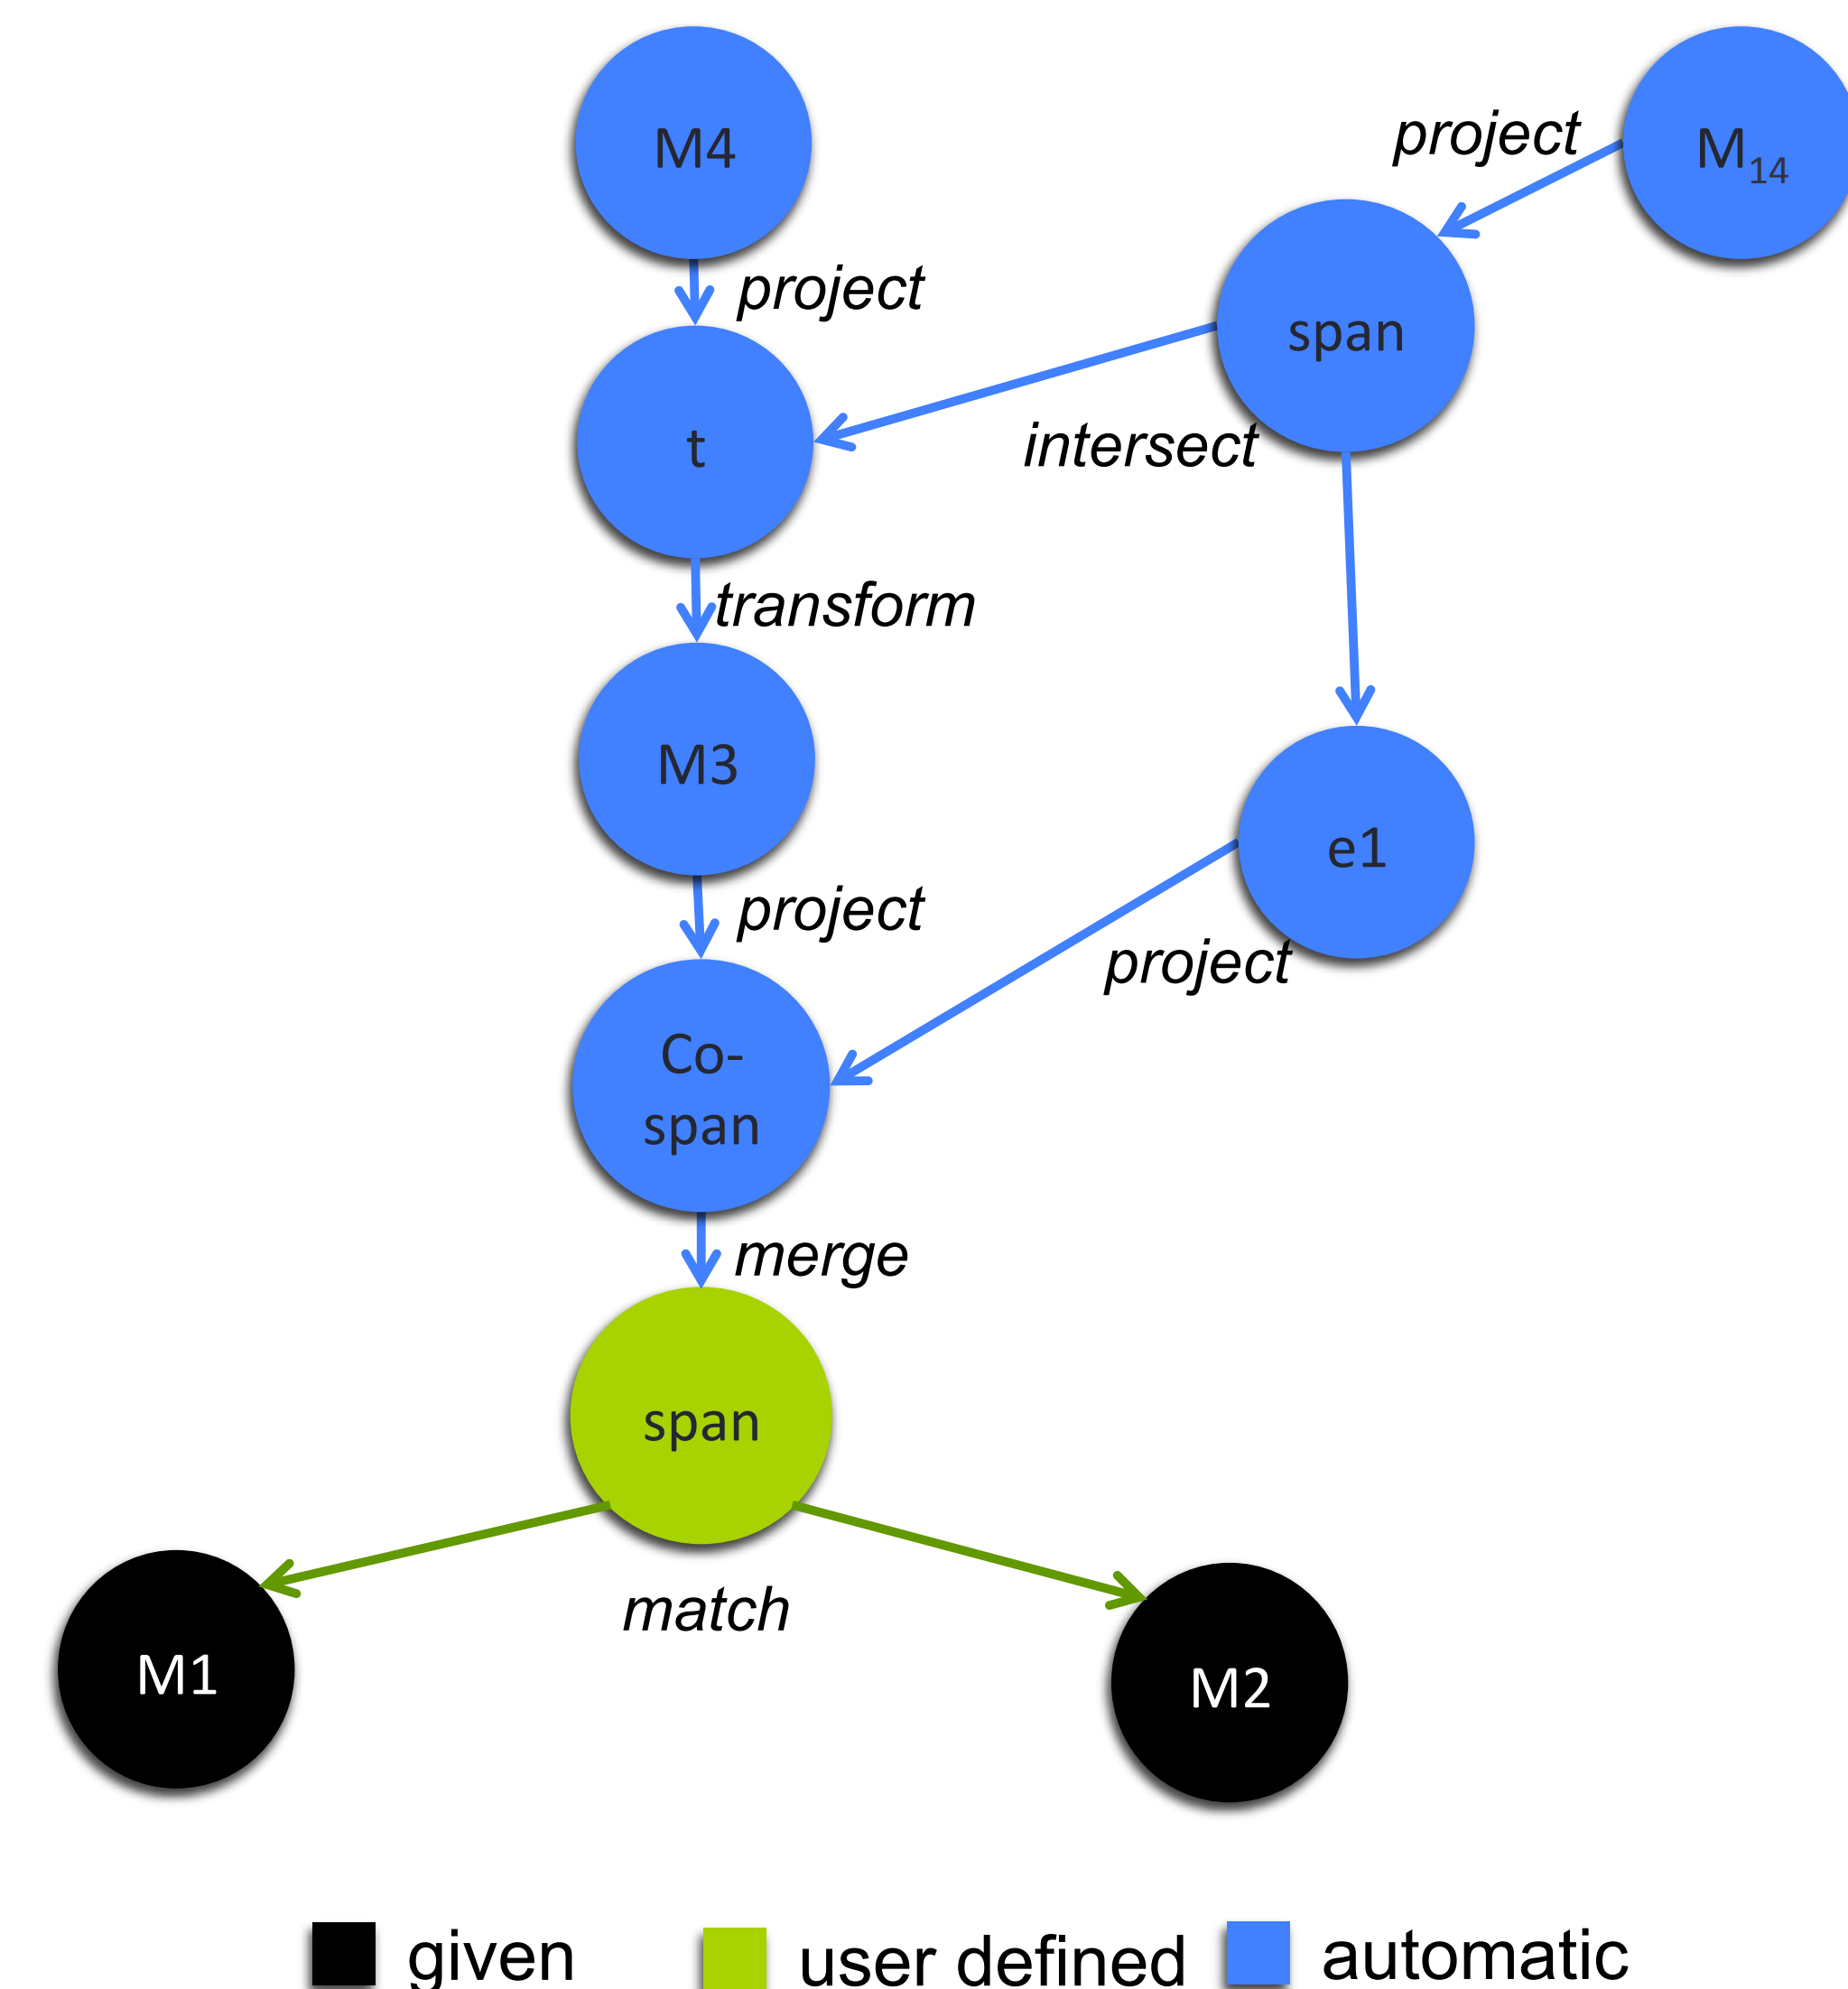 M4
project
M14
project
span
t
intersect
transform
M3
e1
project
project
Co-
span
merge
span
match
M1
M2
given
user defined
automatic